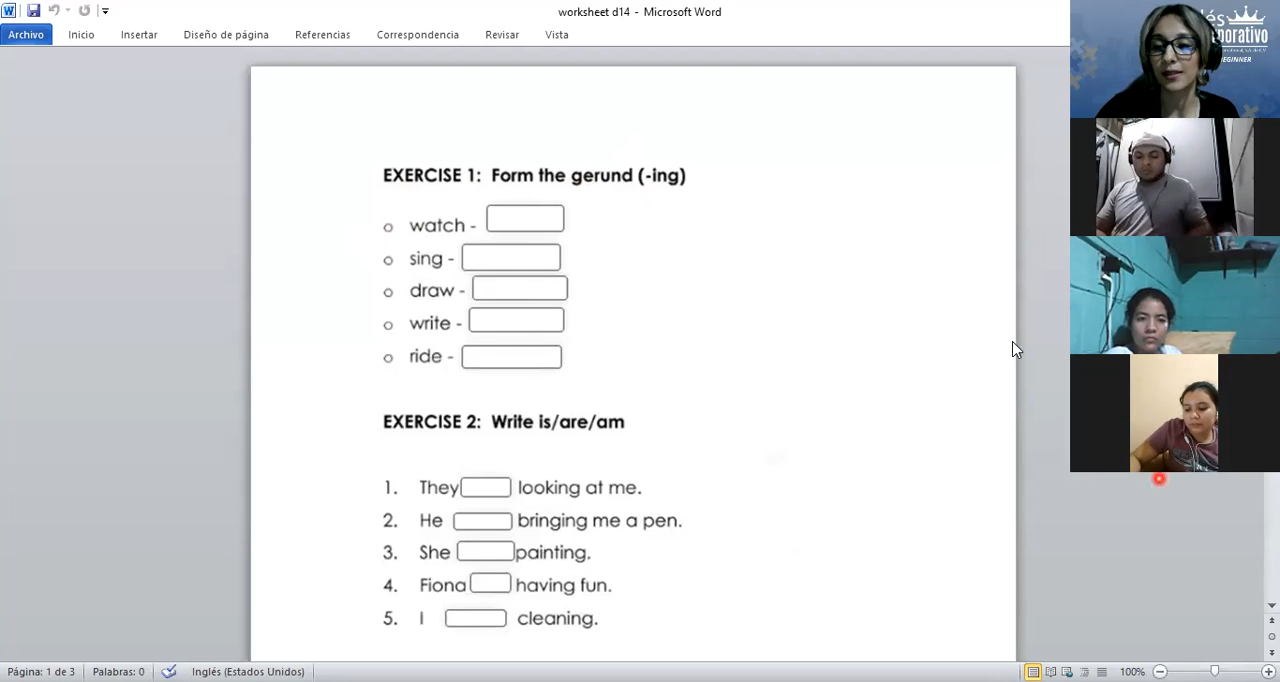 worksheet d14 - Microsoft Word
Archivo Inicio Insertar Diseño de página Referencias Correspondencia Revisar Vista
EXERCISE 1: Form the gerund (-ing)
o watch -
o sing -
o draw -
o write -
o ride -
EXERCISE 2: Write is/are/am
1. They looking at me.
2. He bringing me a pen.
3. She painting.
4. Fiona having fun.
5. I cleaning.
Página: 1 de 3 Palabras: 0 Inglés (Estados Unidos) 100%